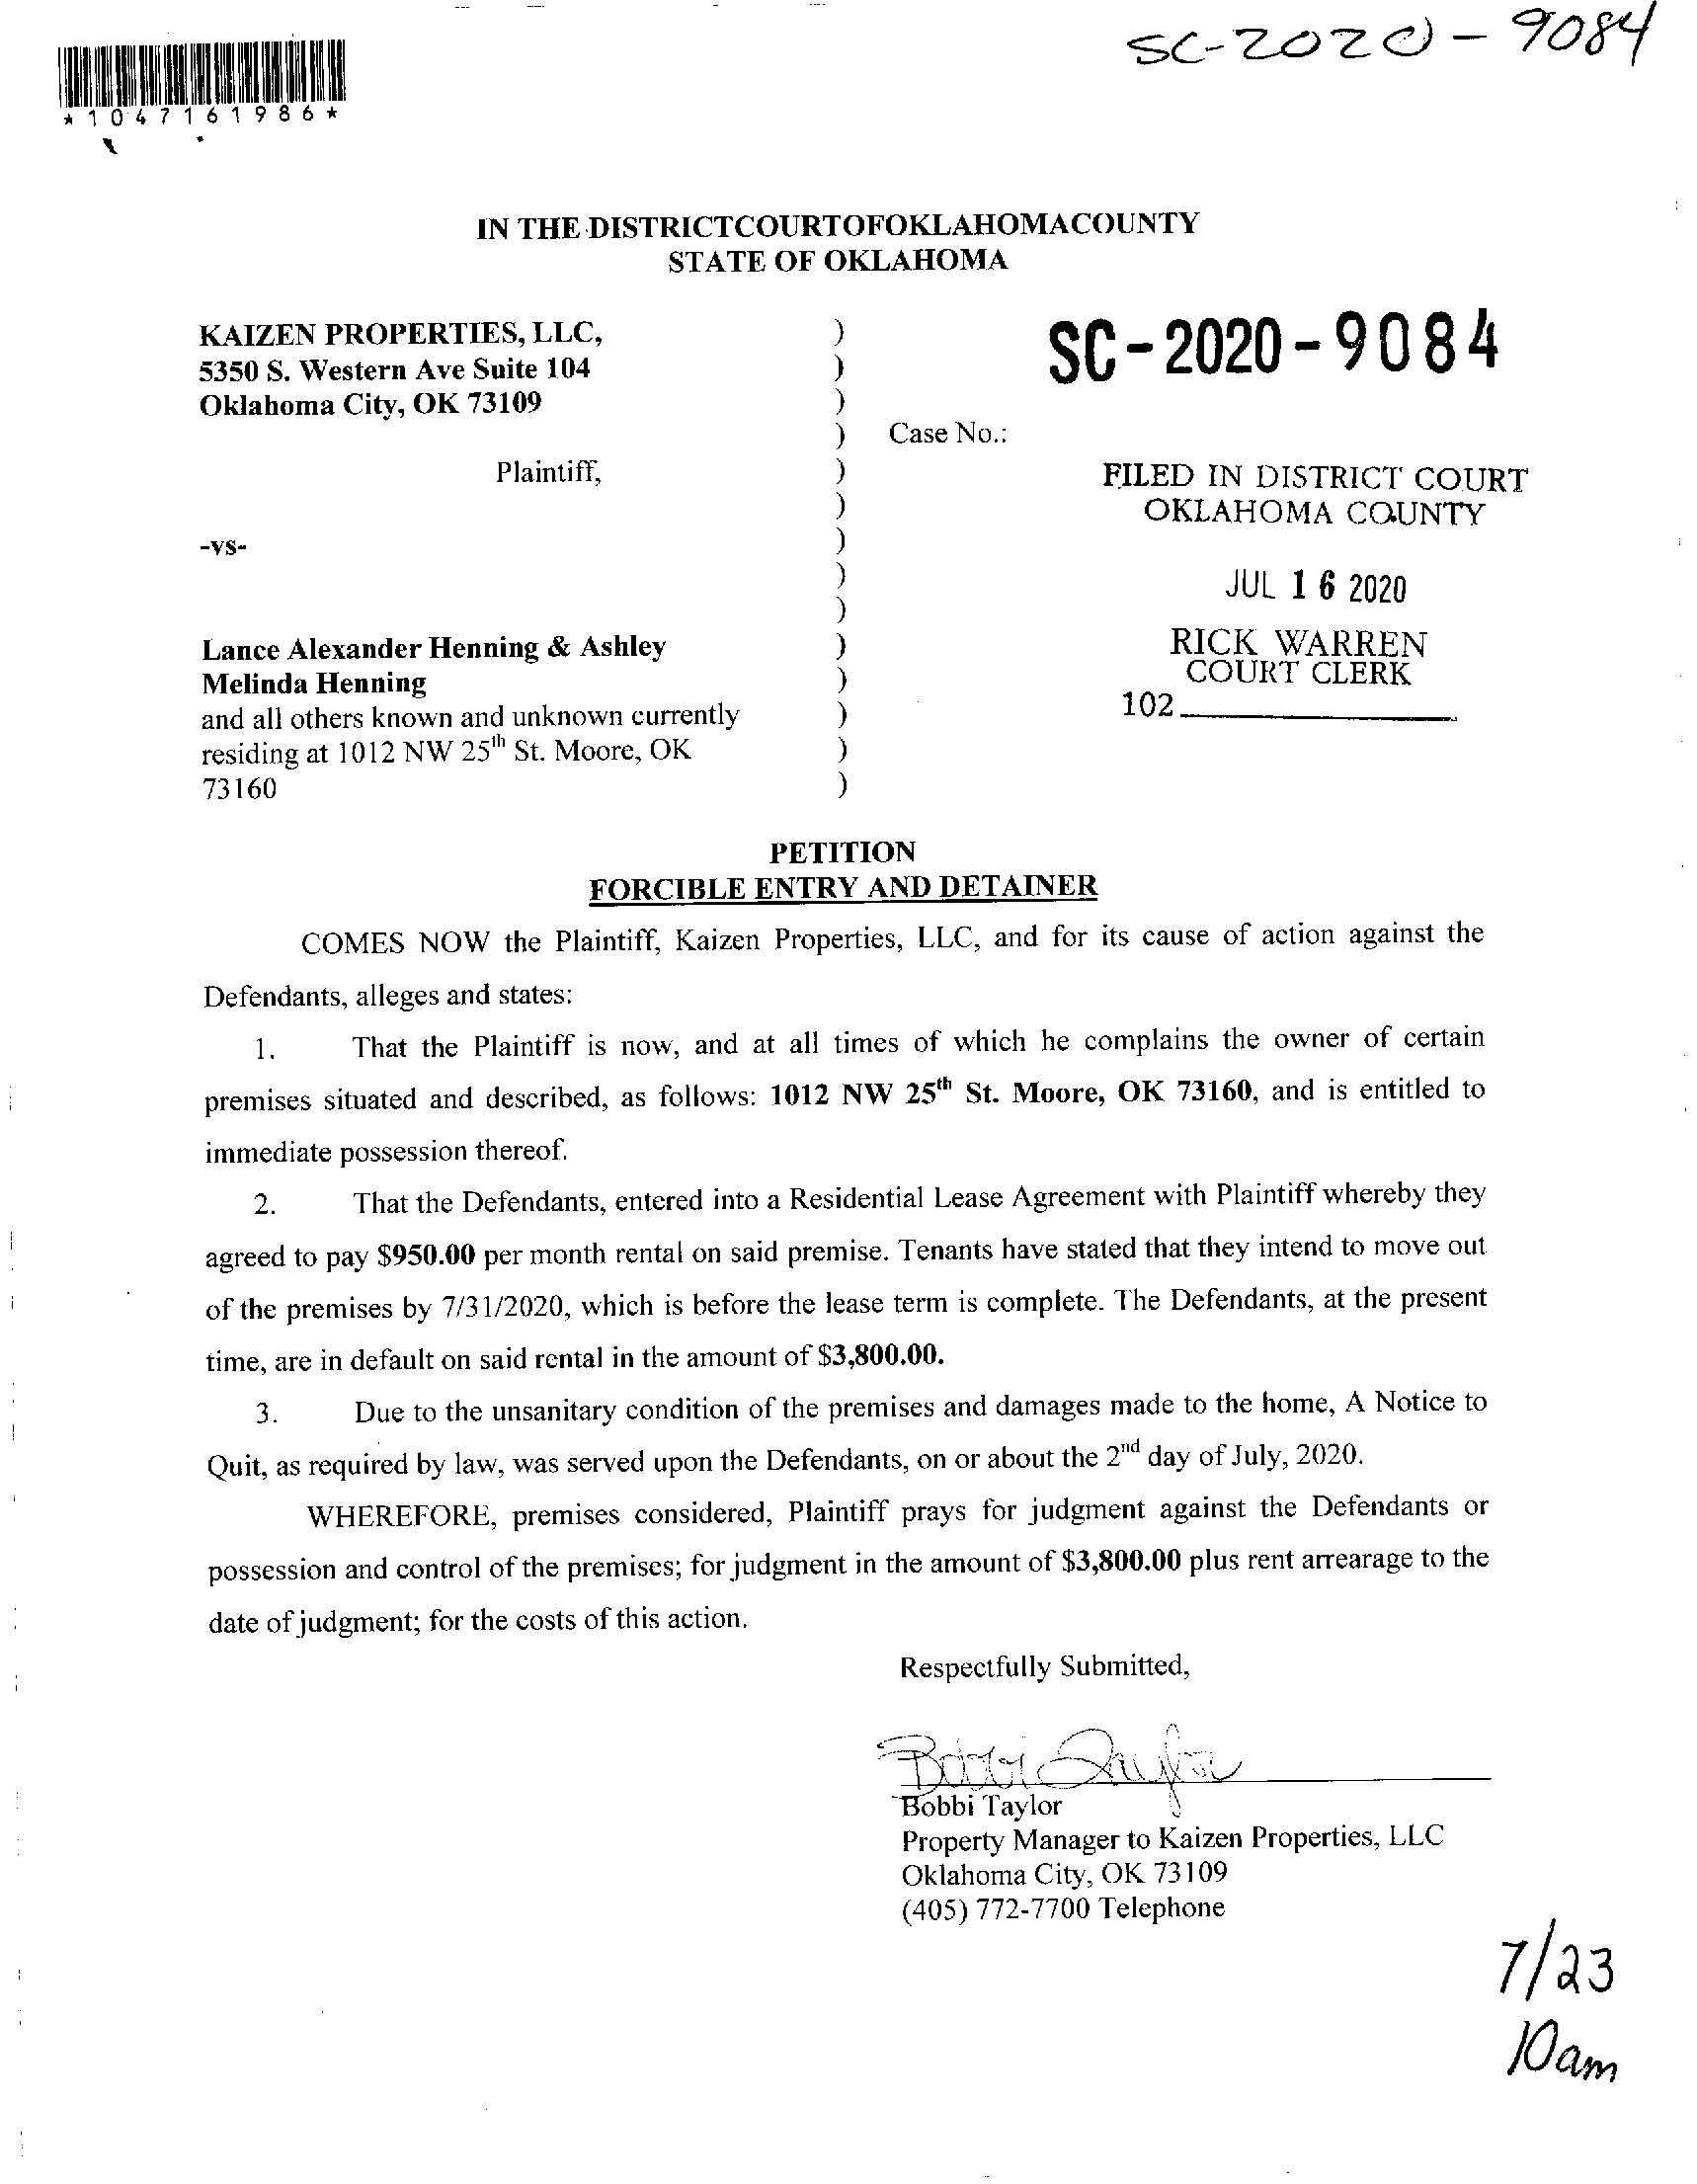 SC-2020-9084
*1047161986*
IN THE DISTRICTCOURTOFOKLAHOMACOUNTY
STATE OF OKLAHOMA
KAIZEN PROPERTIES, LLC, )
5350 S. Western Ave Suite 104 )
Oklahoma City, OK 73109 )
SC-2020-9084
) Case No.:
Plaintiff, )
FILED IN DISTRICT COURT
) OKLAHOMA COUNTY
-vs- )
) JUL 16 2020
)
Lance Alexander Henning & Ashley ) RICK WARREN
Melinda Henning ) COURT CLERK
and all others known and unknown currently ) 102
residing at 1012 NW 25th St. Moore, OK )
73160 )
PETITION
FORCIBLE ENTRY AND DETAINER
COMES NOW the Plaintiff, Kaizen Properties, LLC, and for its cause of action against the
Defendants, alleges and states:
1. That the Plaintiff is now, and at all times of which he complains the owner of certain
premises situated and described, as follows: 1012 NW 25th St. Moore, OK 73160, and is entitled to
immediate possession thereof.
2. That the Defendants, entered into a Residential Lease Agreement with Plaintiff whereby they
agreed to pay $950.00 per month rental on said premise. Tenants have stated that they intend to move out
of the premises by 7/31/2020, which is before the lease term is complete. The Defendants, at the present
time, are in default on said rental in the amount of $3,800.00.
3. Due to the unsanitary condition of the premises and damages made to the home, A Notice to
Quit, as required by law, was served upon the Defendants, on or about the 2nd day of July, 2020.
WHEREFORE, premises considered, Plaintiff prays for judgment against the Defendants or
possession and control of the premises; for judgment in the amount of $3,800.00 plus rent arrearage to the
date of judgment; for the costs of this action.
Respectfully Submitted,
Bobbi Taylor
Bobbi Taylor
Property Manager to Kaizen Properties, LLC
Oklahoma City, OK 73109
(405) 772-7700 Telephone
7/23
10am